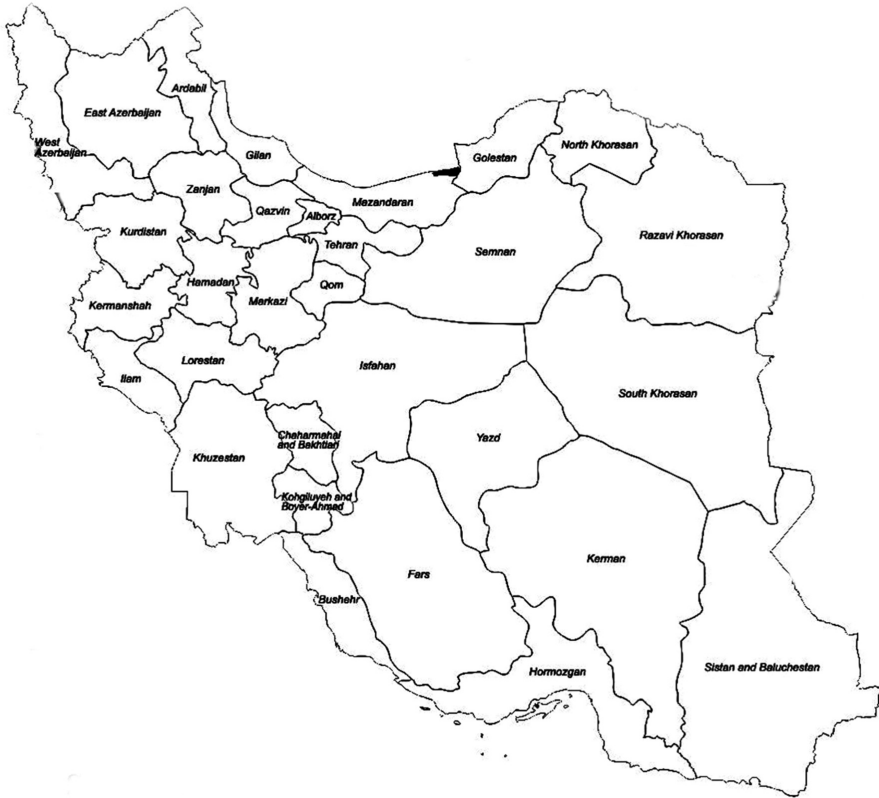 Ardabil
East Azerbaijan
West
Azerbaijan
Gilan
Golestan
North Khorasan
Zanjan
Qazvin
Alborz
Mazandaran
Kurdistan
Tehran
Semnan
Razavi Khorasan
Hamadan
Markazi
Qom
Kermanshah
Lorestan
Ilam
Isfahan
South Khorasan
Khuzestan
Chaharmahal
and Bakhtiari
Yazd
Kohgiluyeh and
Boyer-Ahmad
Fars
Kerman
Bushehr
Hormozgan
Sistan and Baluchestan